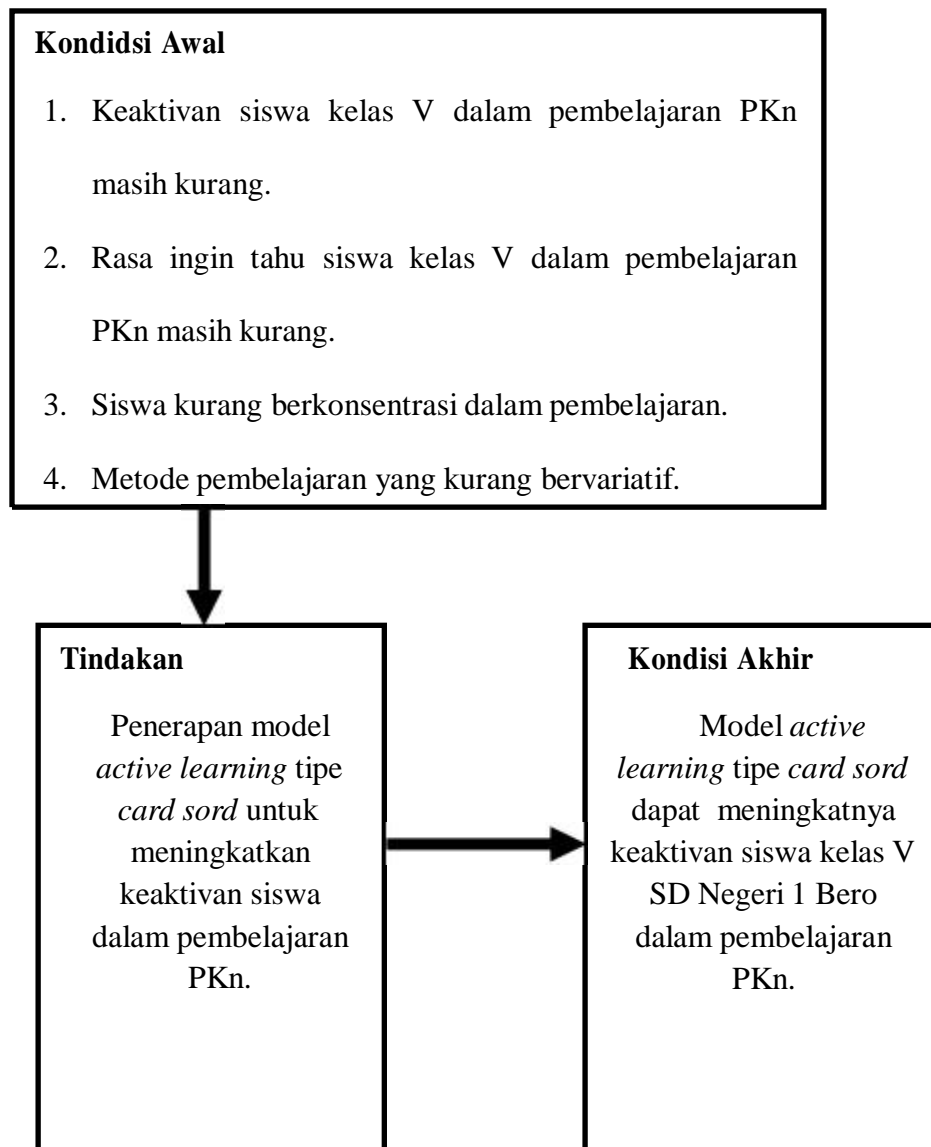 Kondidsi Awal
1. Keaktivan siswa kelas V dalam pembelajaran PKn
masih kurang.
2. Rasa ingin tahu siswa kelas V dalam pembelajaran
PKn masih kurang.
3. Siswa kurang berkonsentrasi dalam pembelajaran.
4. Metode pembelajaran yang kurang bervariatif.
Tindakan
Penerapan model
active learning tipe
card sord untuk
meningkatkan
keaktivan siswa
dalam pembelajaran
PKn.
Kondisi Akhir
Model active
learning tipe card sord
dapat meningkatnya
keaktivan siswa kelas V
SD Negeri 1 Bero
dalam pembelajaran
PKn.